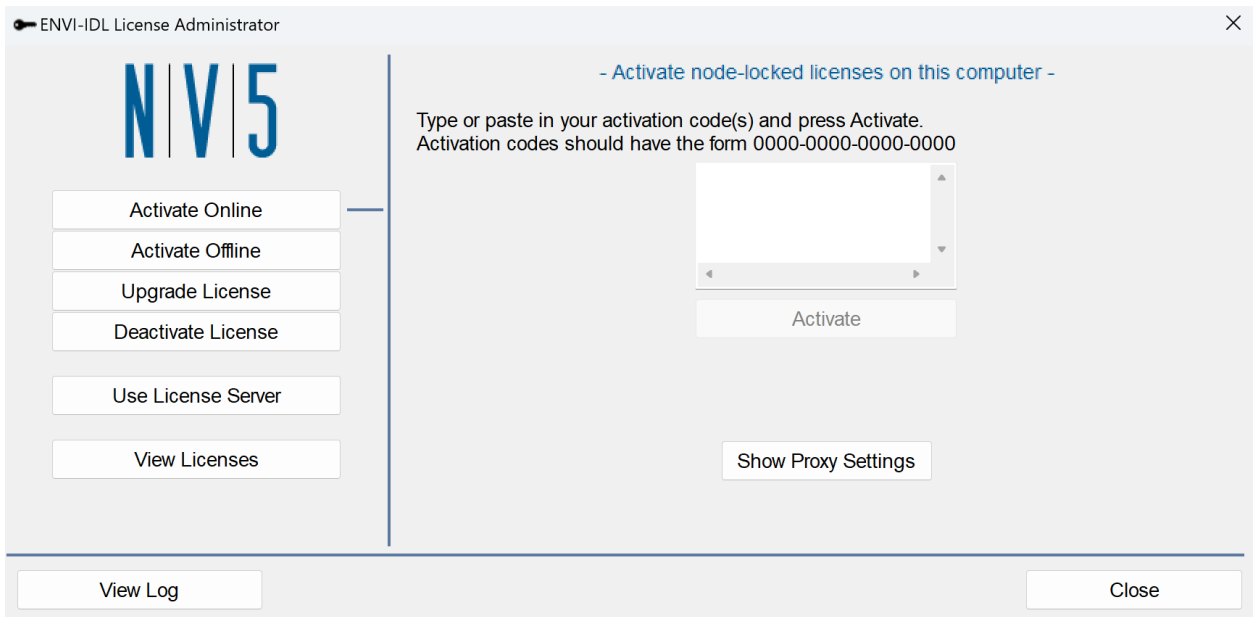 ENVI-IDL License Administrator
N|V|5
Activate Online
Activate Offline
Upgrade License
Deactivate License
Use License Server
View Licenses
- Activate node-locked licenses on this computer -
Type or paste in your activation code(s) and press Activate.
Activation codes should have the form 0000-0000-0000-0000
Activate
Show Proxy Settings
View Log
Close